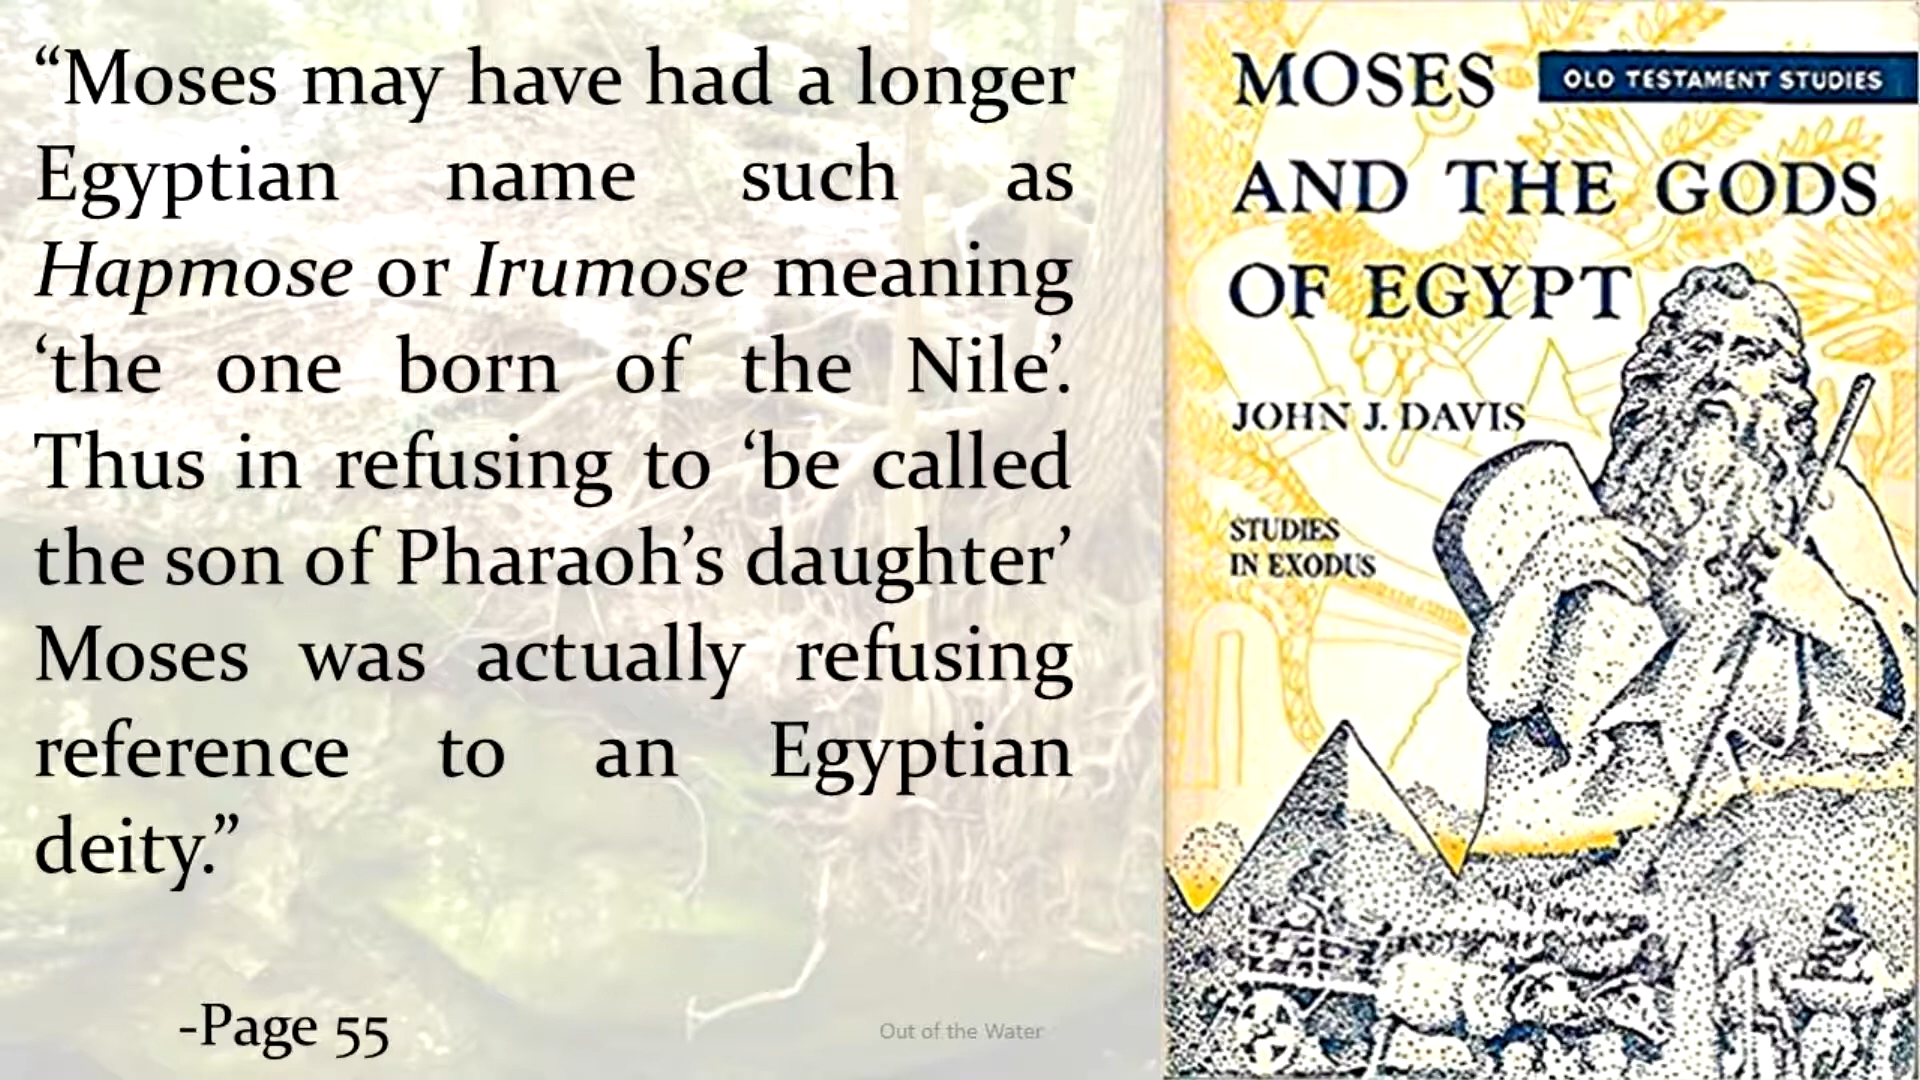 “Moses may have had a longer
Egyptian name such as
Hapmose or Irumose meaning
‘the one born of the Nile’.
Thus in refusing to ‘be called
the son of Pharaoh’s daughter’
Moses was actually refusing
reference to an Egyptian
deity.”
-Page 55
Out of the Water
MOSES
OLD TESTAMENT STUDIES
AND THE GODS
OF EGYPT
JOHN J. DAVIS
STUDIES
IN EXODUS